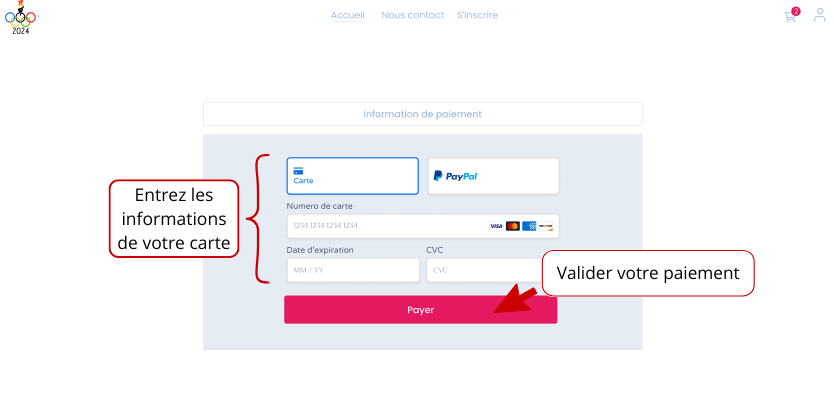 2024
Accueil Nous contact S'inscrire
2
Information de paiement
Entrez les
informations
de votre carte
Carte
PayPal
Numero de carte
1234 1234 1234 1234
VISA
Date d'expiration CVC
MM / YY CVC
Valider votre paiement
Payer